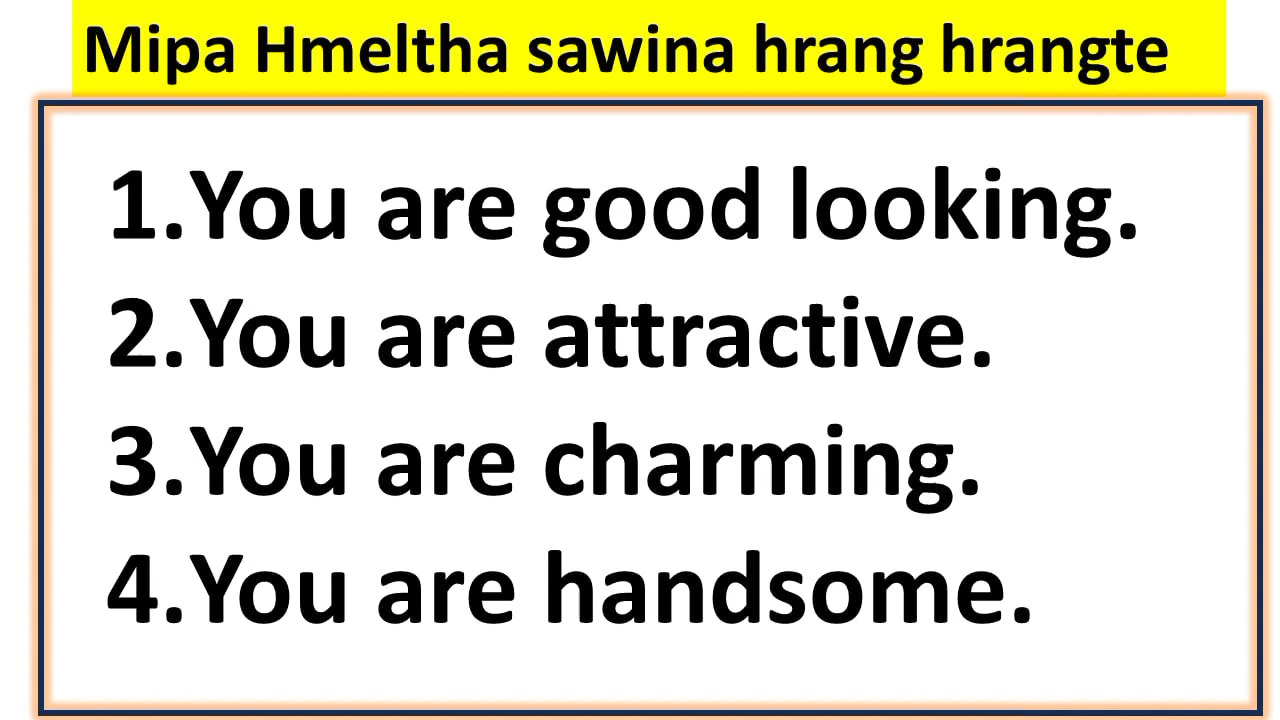 Mipa Hmeltha sawina hrang hrangte
1.You are good looking.
2.You are attractive.
3.You are charming.
4.You are handsome.